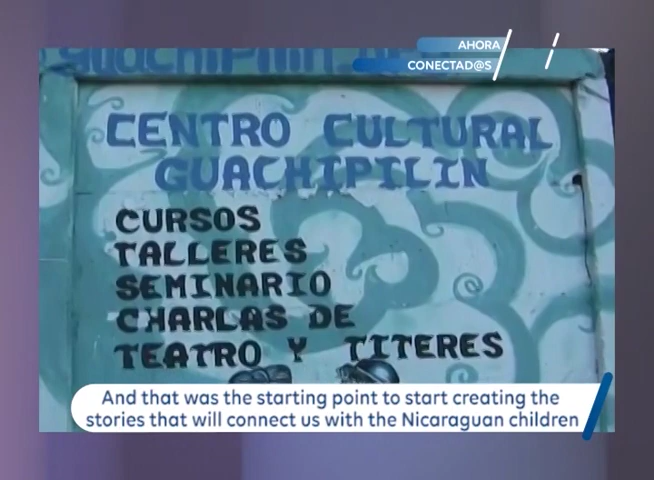 AHORA
CONECTAD@S
CENTRO CULTURAL
GUACHIPILIN
CURSOS
TALLERES
SEMINARIO
CHARLAS DE
TEATRO Y TITERES
And that was the starting point to start creating the
stories that will connect us with the Nicaraguan children